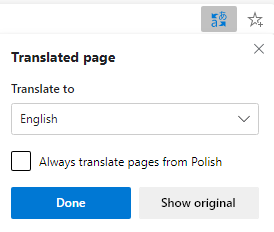 Translated page
Translate to
English
Always translate pages from Polish
Done Show original